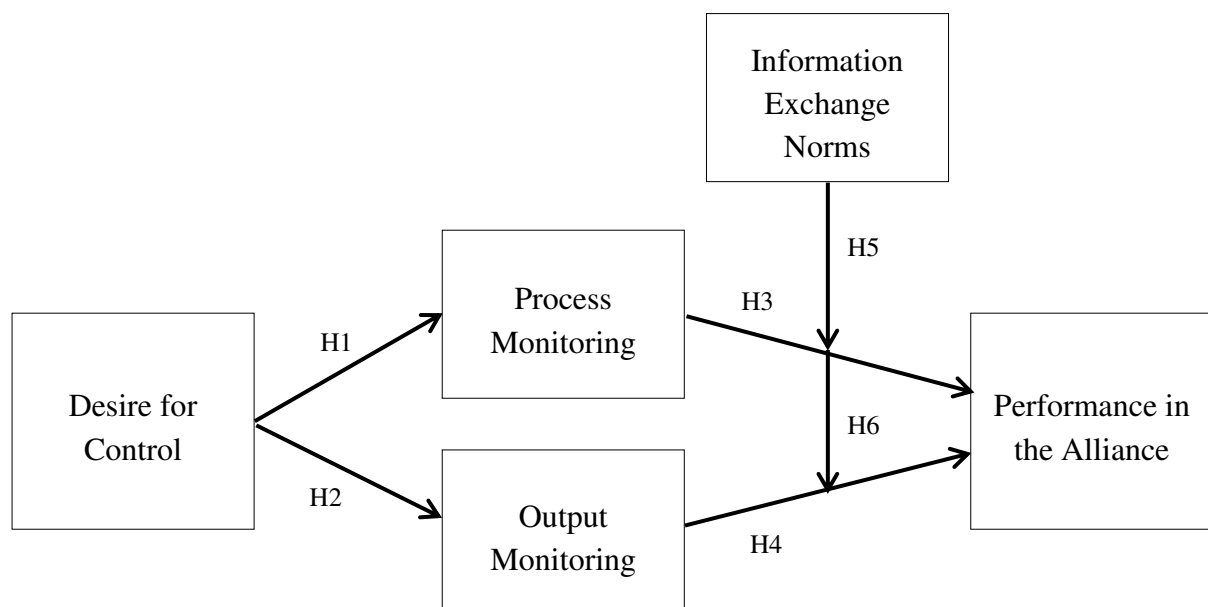 Information
Exchange
Norms
H5
Process
Monitoring
H3
H1
Desire for
Control
H6
Performance in
the Alliance
H2
Output
Monitoring
H4